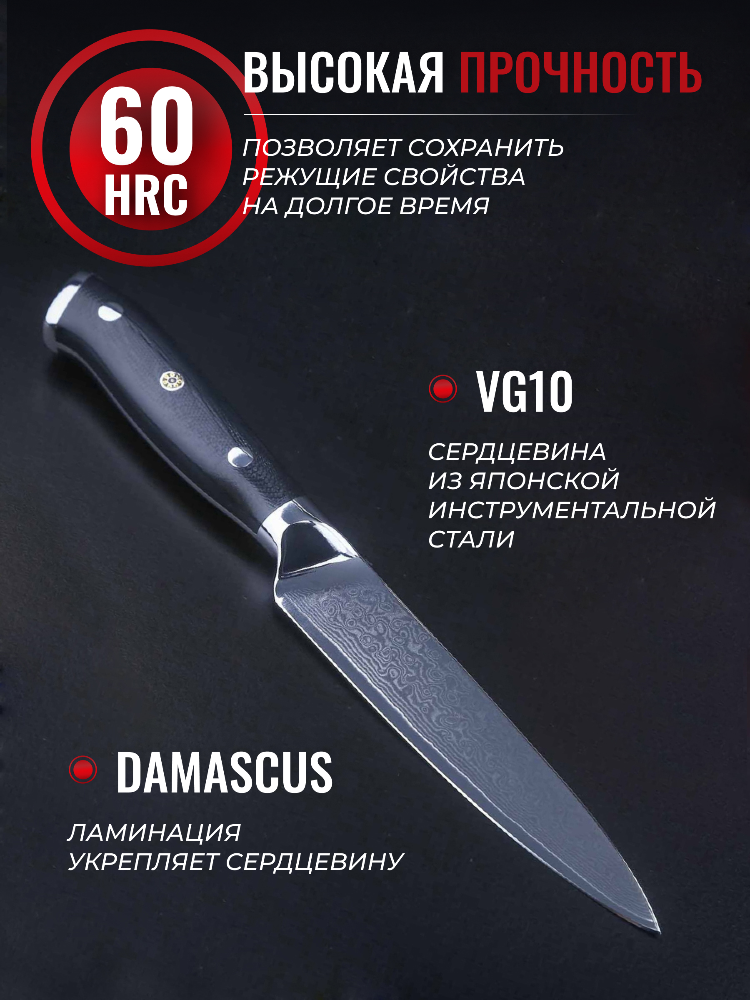 60
HRC
ВЫСОКАЯ ПРОЧНОСТЬ
ПОЗВОЛЯЕТ СОХРАНИТЬ
РЕЖУЩИЕ СВОЙСТВА
НА ДОЛГОЕ ВРЕМЯ
VG10
СЕРДЦЕВИНА
ИЗ ЯПОНСКОЙ
ИНСТРУМЕНТАЛЬНОЙ
СТАЛИ
DAMASCUS
ЛАМИНАЦИЯ
УКРЕПЛЯЕТ СЕРДЦЕВИНУ